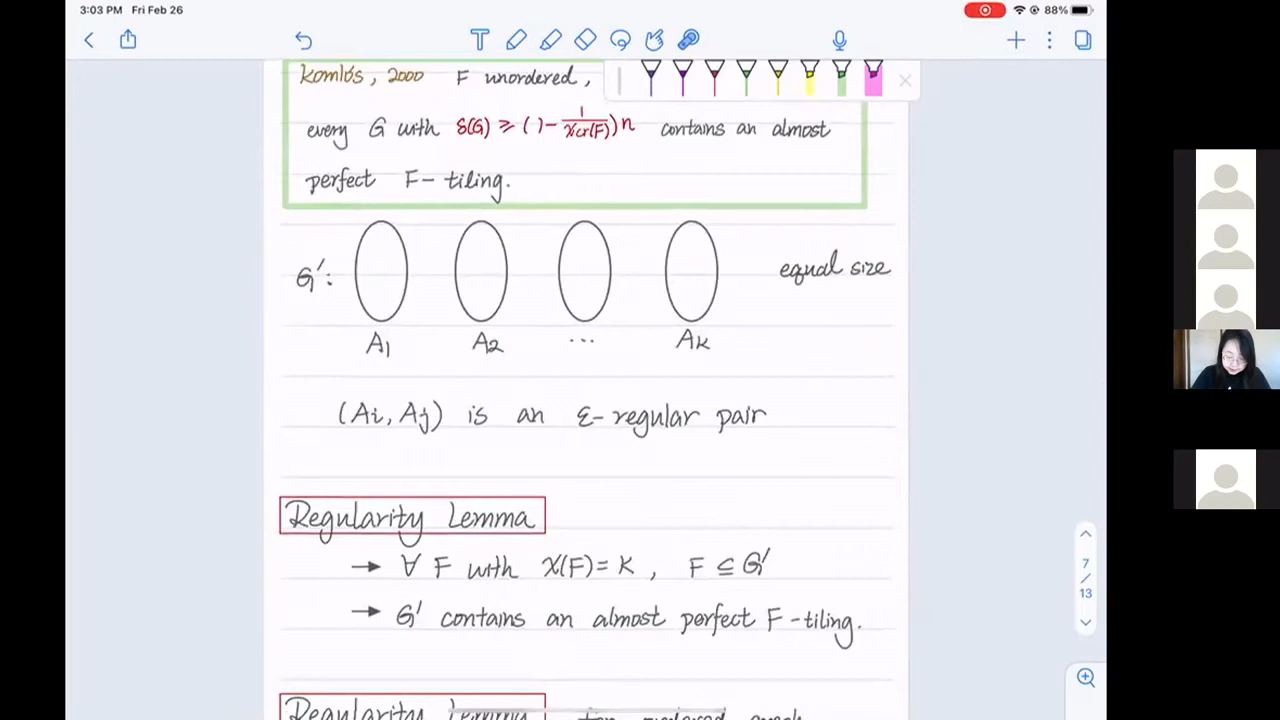 3:03 PM Fri Feb 26
88%
Komlós, 2000 F unordered,
every G with δ(G) ≥ (1 - 1/χcr(F)) n contains an almost
perfect F-tiling.
G': equal size
A1 A2 ... Ak
(Ai, Aj) is an ε-regular pair
Regularity Lemma
→ ∀ F with χ(F) = k, F ⊆ G'
→ G' contains an almost perfect F-tiling.
Regularity Lemma
7
/
13